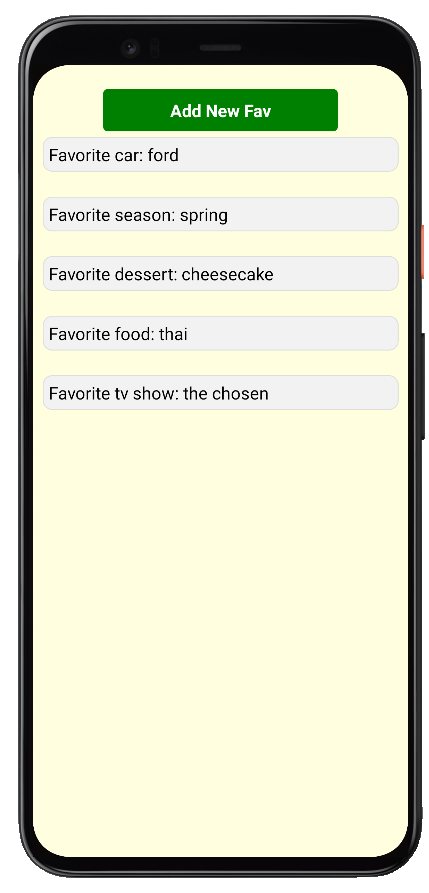 Add New Fav
Favorite car: ford
Favorite season: spring
Favorite dessert: cheesecake
Favorite food: thai
Favorite tv show: the chosen